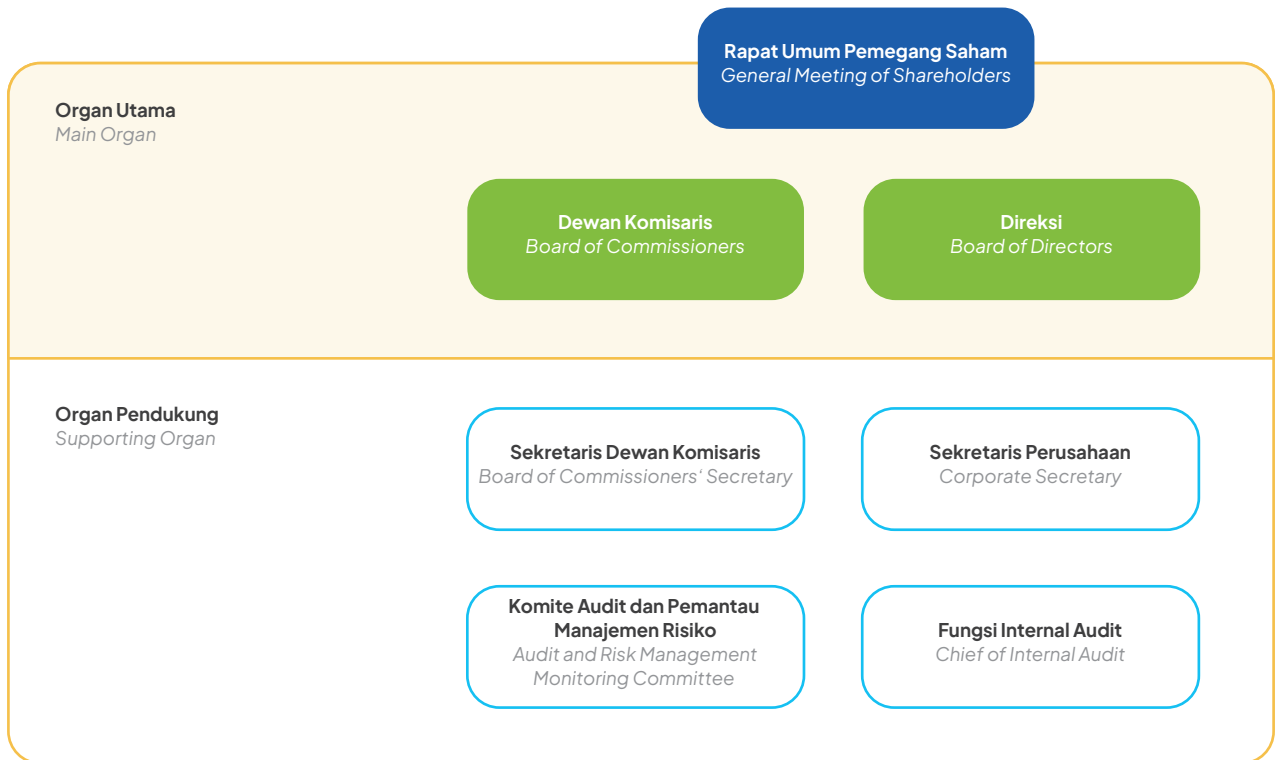 Rapat Umum Pemegang Saham
General Meeting of Shareholders
Organ Utama
Main Organ
Dewan Komisaris
Board of Commissioners
Direksi
Board of Directors
Organ Pendukung
Supporting Organ
Sekretaris Dewan Komisaris
Board of Commissioners‘ Secretary
Sekretaris Perusahaan
Corporate Secretary
Komite Audit dan Pemantau
Manajemen Risiko
Audit and Risk Management
Monitoring Committee
Fungsi Internal Audit
Chief of Internal Audit